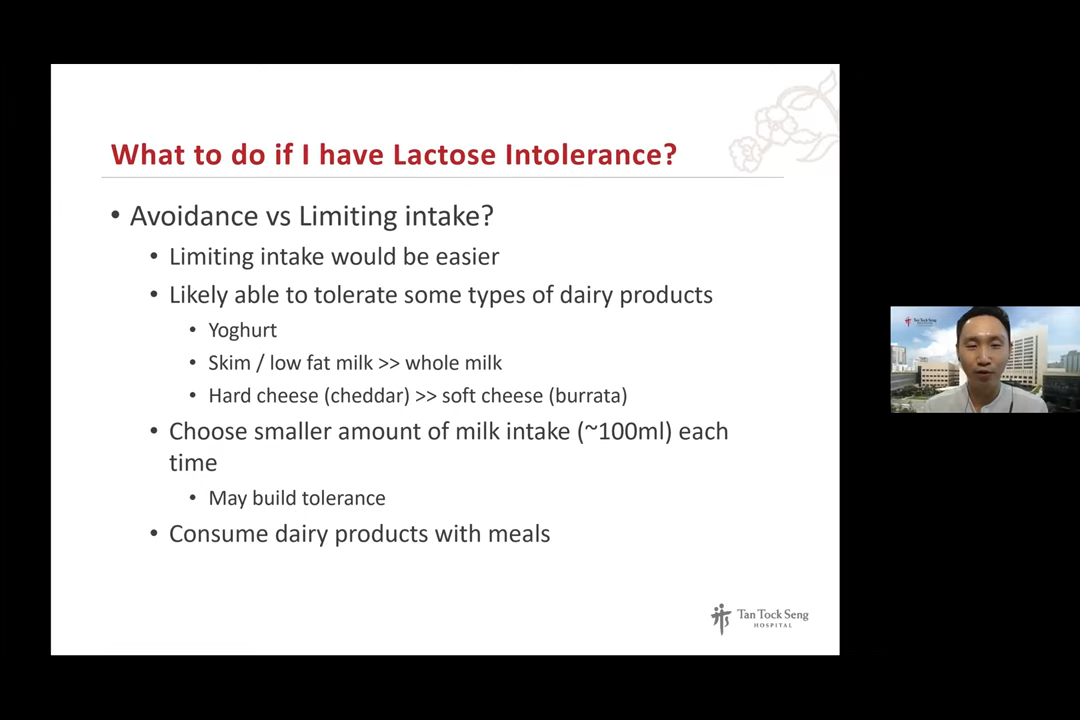 What to do if I have Lactose Intolerance?
• Avoidance vs Limiting intake?
• Limiting intake would be easier
• Likely able to tolerate some types of dairy products
• Yoghurt
• Skim / low fat milk >> whole milk
• Hard cheese (cheddar) >> soft cheese (burrata)
• Choose smaller amount of milk intake (~100ml) each
time
• May build tolerance
• Consume dairy products with meals
Tan Tock Seng
HOSPITAL
Tan Tock Seng